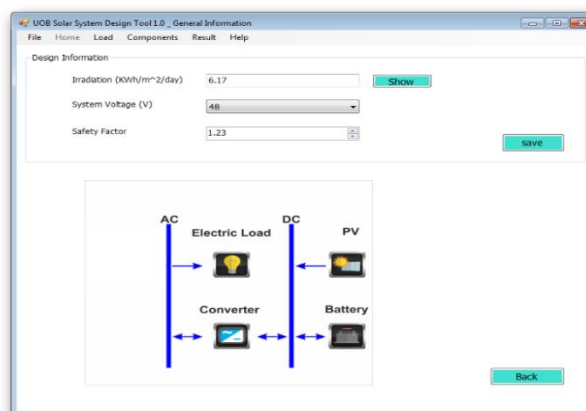 UOB Solar System Design Tool 1.0 _ General Information
File Home Load Components Result Help
Design Information
Irradiation (KWh/m^2/day) 6.17 Show
System Voltage (V) 48
Safety Factor 1.23
save
AC DC
Electric Load PV
Converter Battery
Back